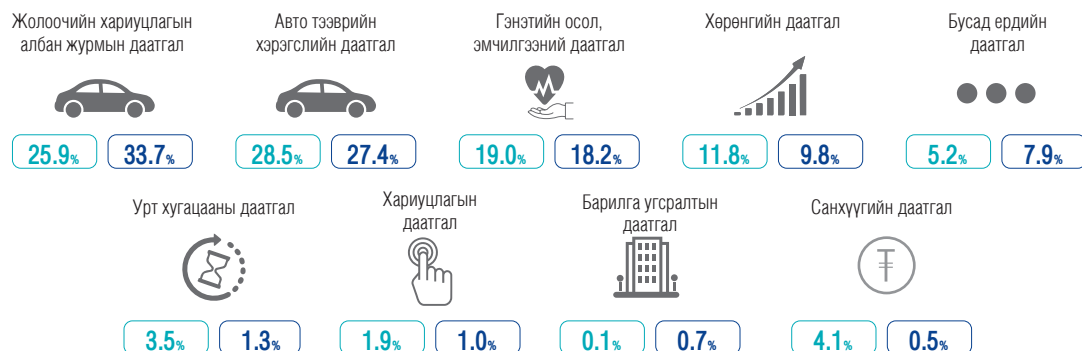 Жолоочийн хариуцлагын
албан журмын даатгал
Авто тээврийн
хэрэгслийн даатгал
Гэнэтийн осол,
эмчилгээний даатгал
Хөрөнгийн даатгал
Бусад ердийн
даатгал
25.9% 33.7%
28.5% 27.4%
19.0% 18.2%
11.8% 9.8%
5.2% 7.9%
Урт хугацааны даатгал
Хариуцлагын
даатгал
Барилга угсралтын
даатгал
Санхүүгийн даатгал
₮
3.5% 1.3%
1.9% 1.0%
0.1% 0.7%
4.1% 0.5%